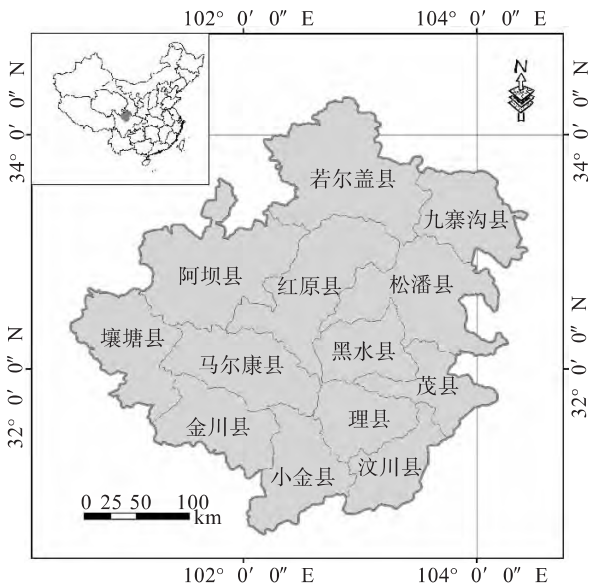 102° 0′ 0″ E 104° 0′ 0″ E
34° 0′ 0″ N
34° 0′ 0″ N
N
若尔盖县
九寨沟县
阿坝县
红原县
松潘县
壤塘县
马尔康县
黑水县
茂县
金川县
理县
小金县
汶川县
32° 0′ 0″ N
32° 0′ 0″ N
0 25 50 100
km
102° 0′ 0″ E 104° 0′ 0″ E